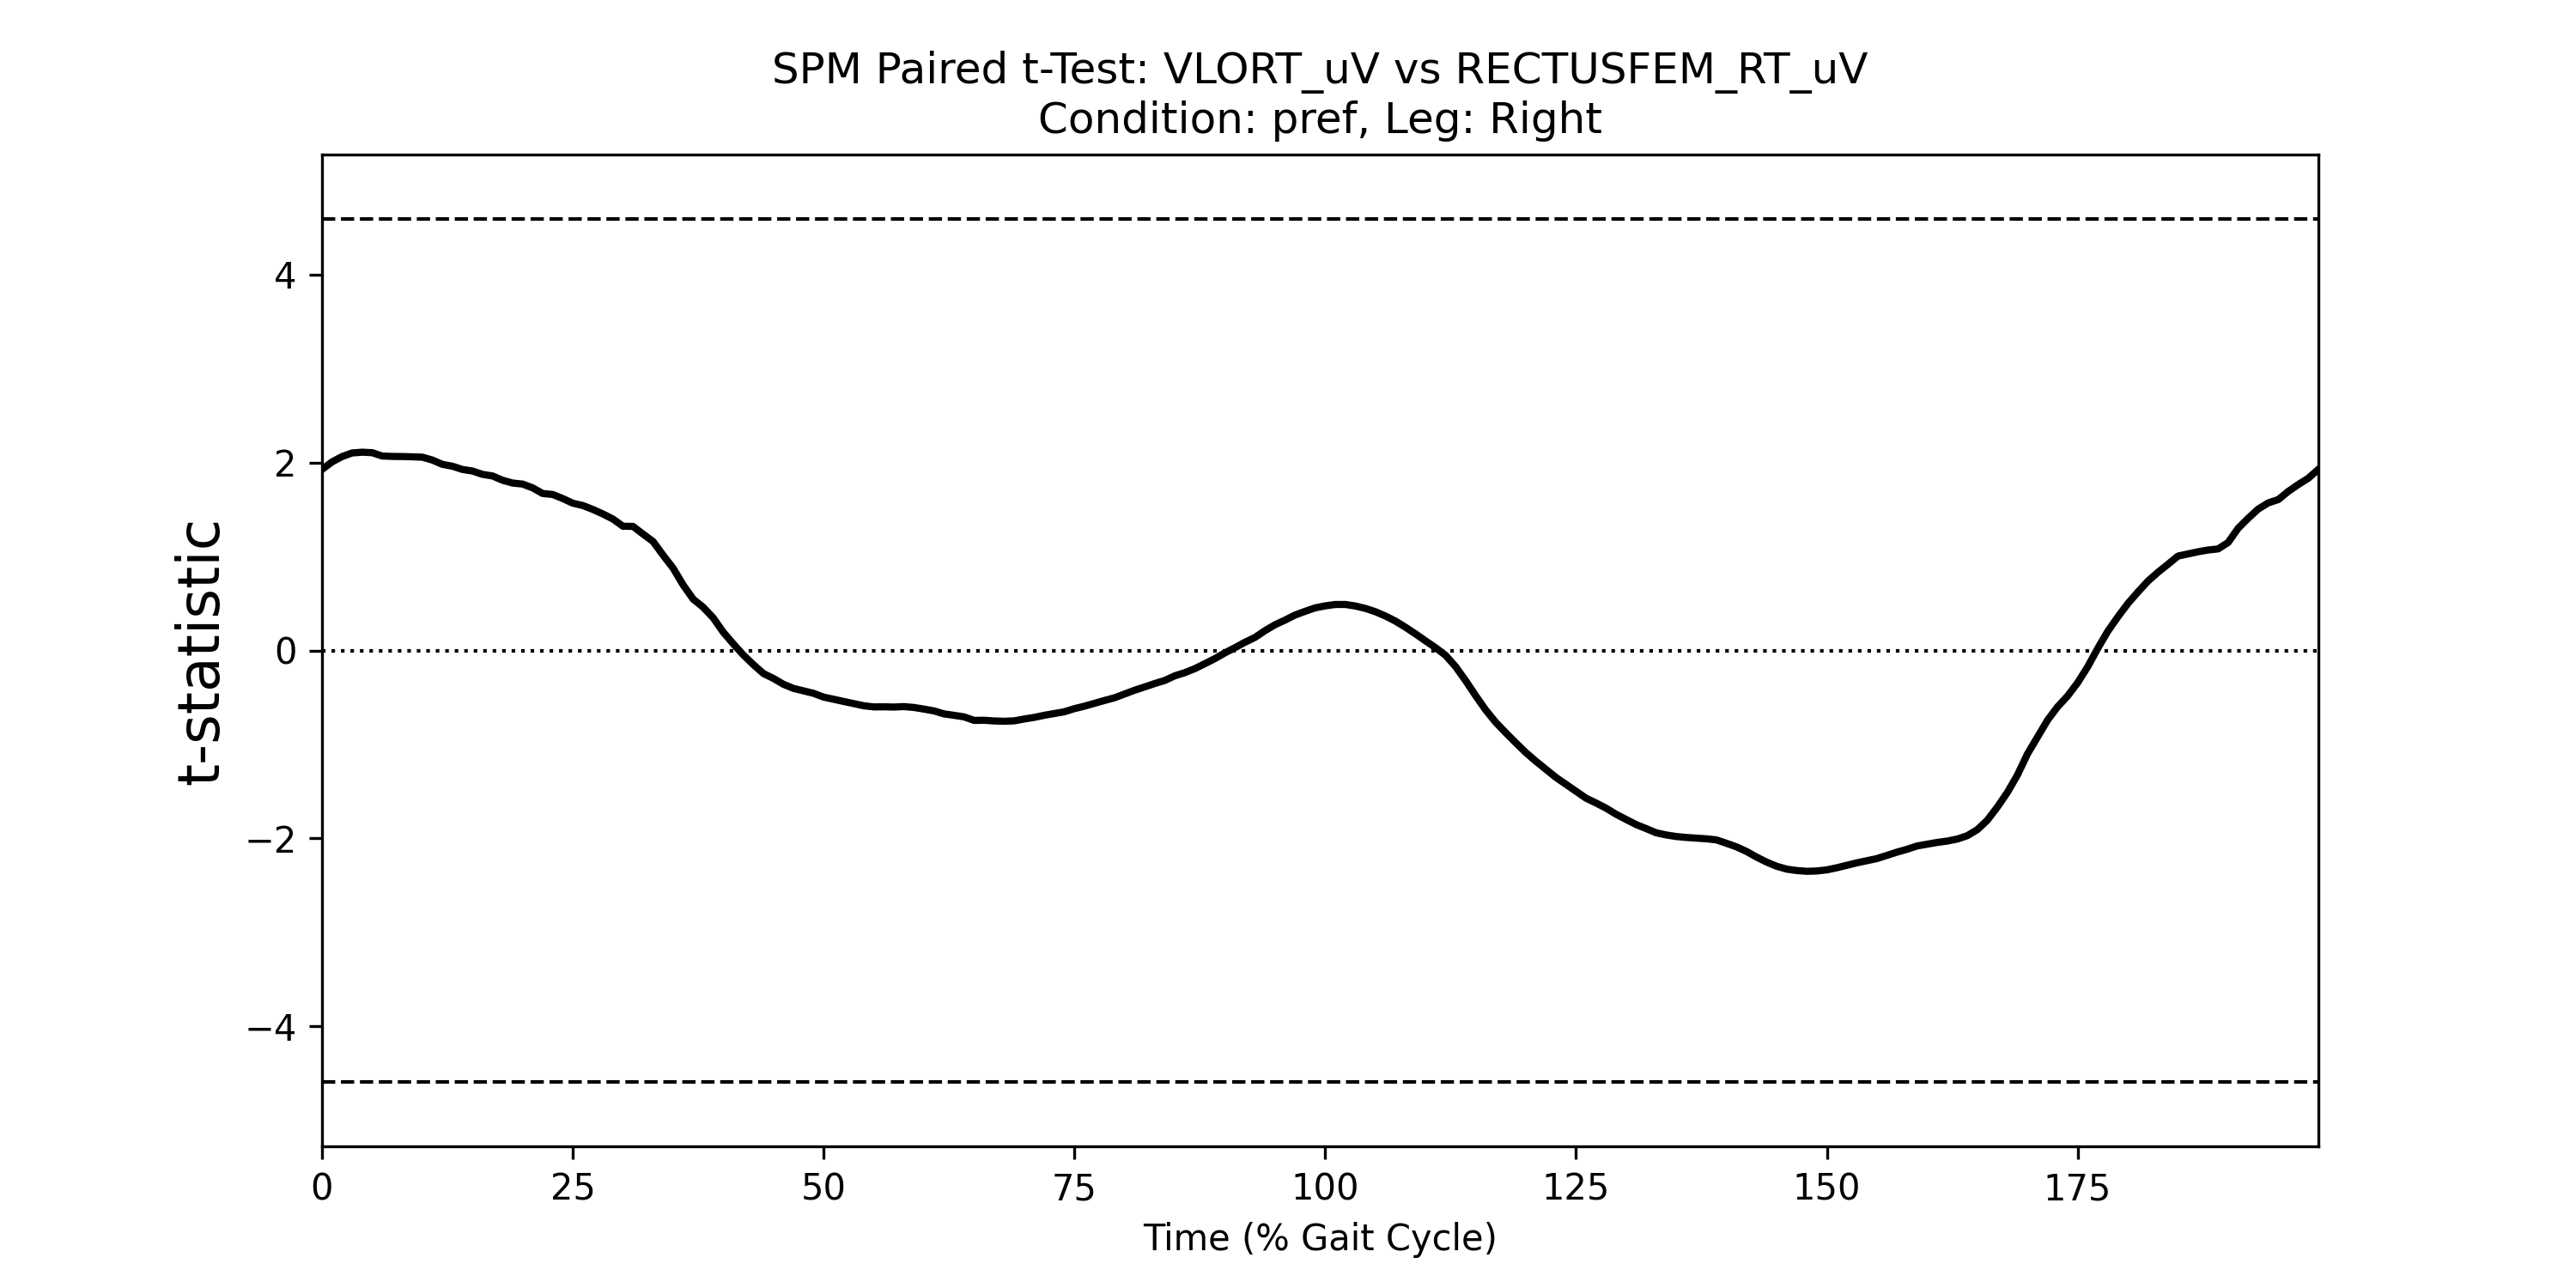 SPM Paired t-Test: VLORT_uV vs RECTUSFEM_RT_uV
Condition: pref, Leg: Right
t-statistic
4
2
0
−2
−4
0 25 50 75 100 125 150 175
Time (% Gait Cycle)